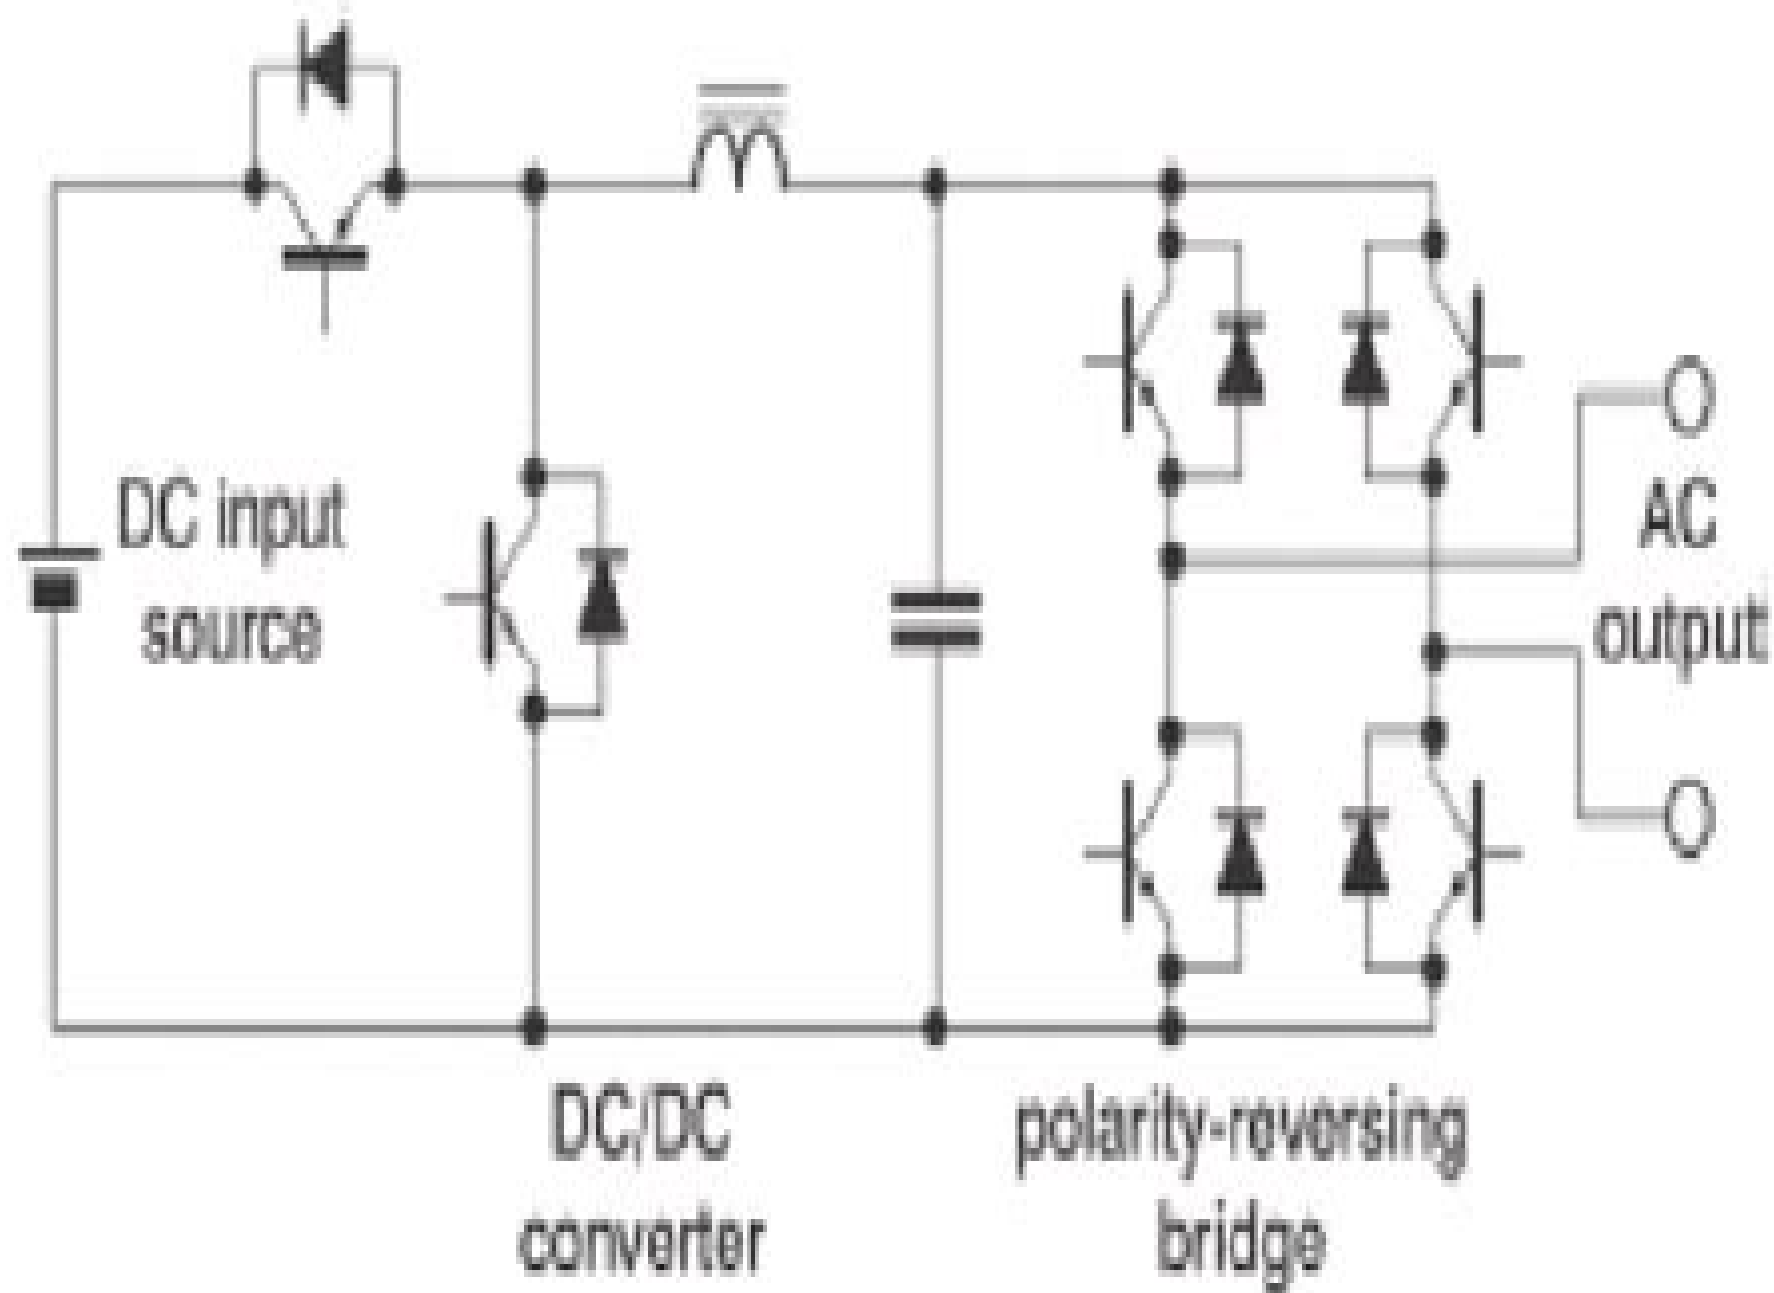 DC input
source
AC
output
DC/DC
converter
polarity-reversing
bridge